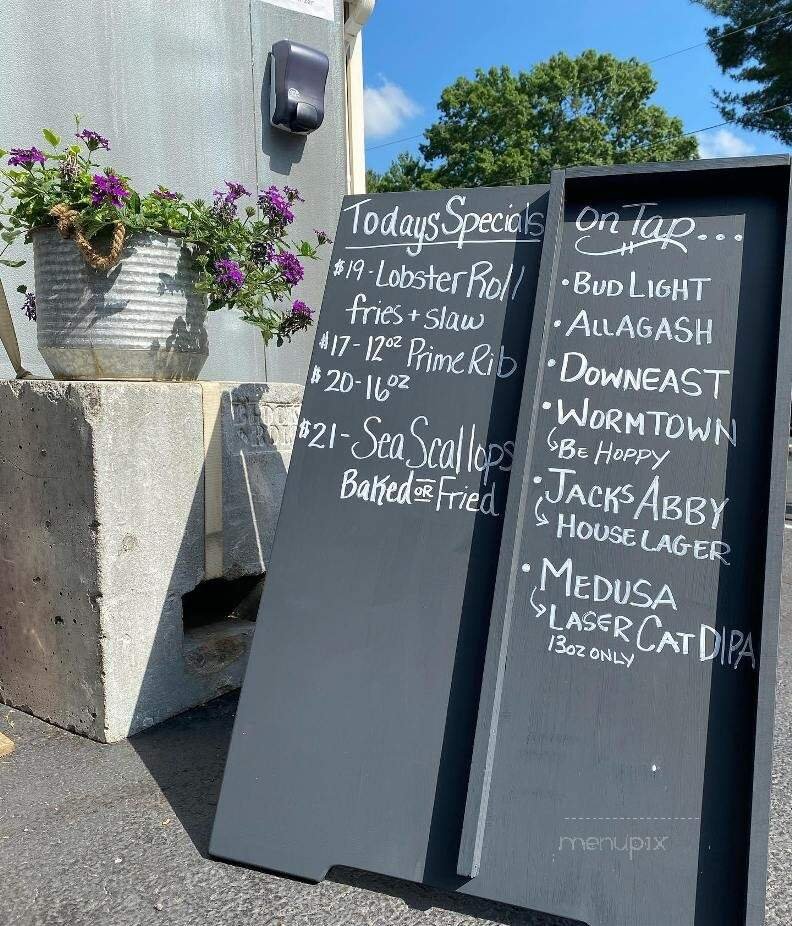 Todays Specials
$19-Lobster Roll
fries + slaw
$17-12oz Prime Rib
$20-16oz
$21-Sea Scallops
Baked OR Fried
On Tap...
•BUD LIGHT
•ALLAGASH
•DOWNEAST
•WORMTOWN
BE HOPPY
•JACKS ABBY
HOUSE LAGER
•MEDUSA
LASER CAT DIPA
13oz ONLY
menupix